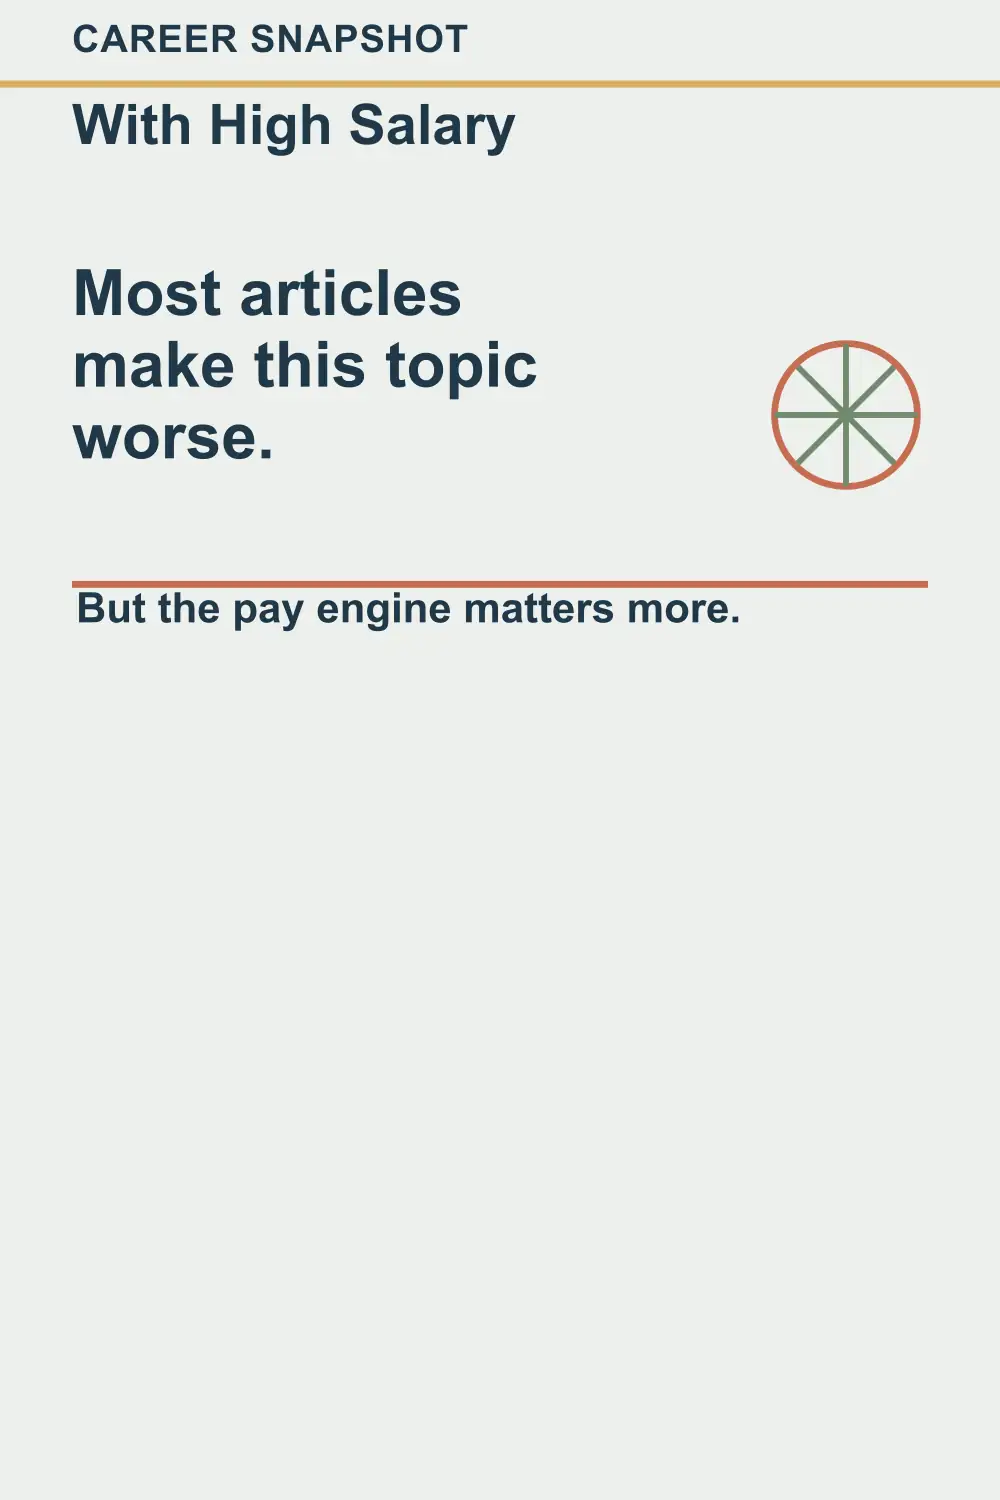 CAREER SNAPSHOT
With High Salary
Most articles
make this topic
worse.
But the pay engine matters more.